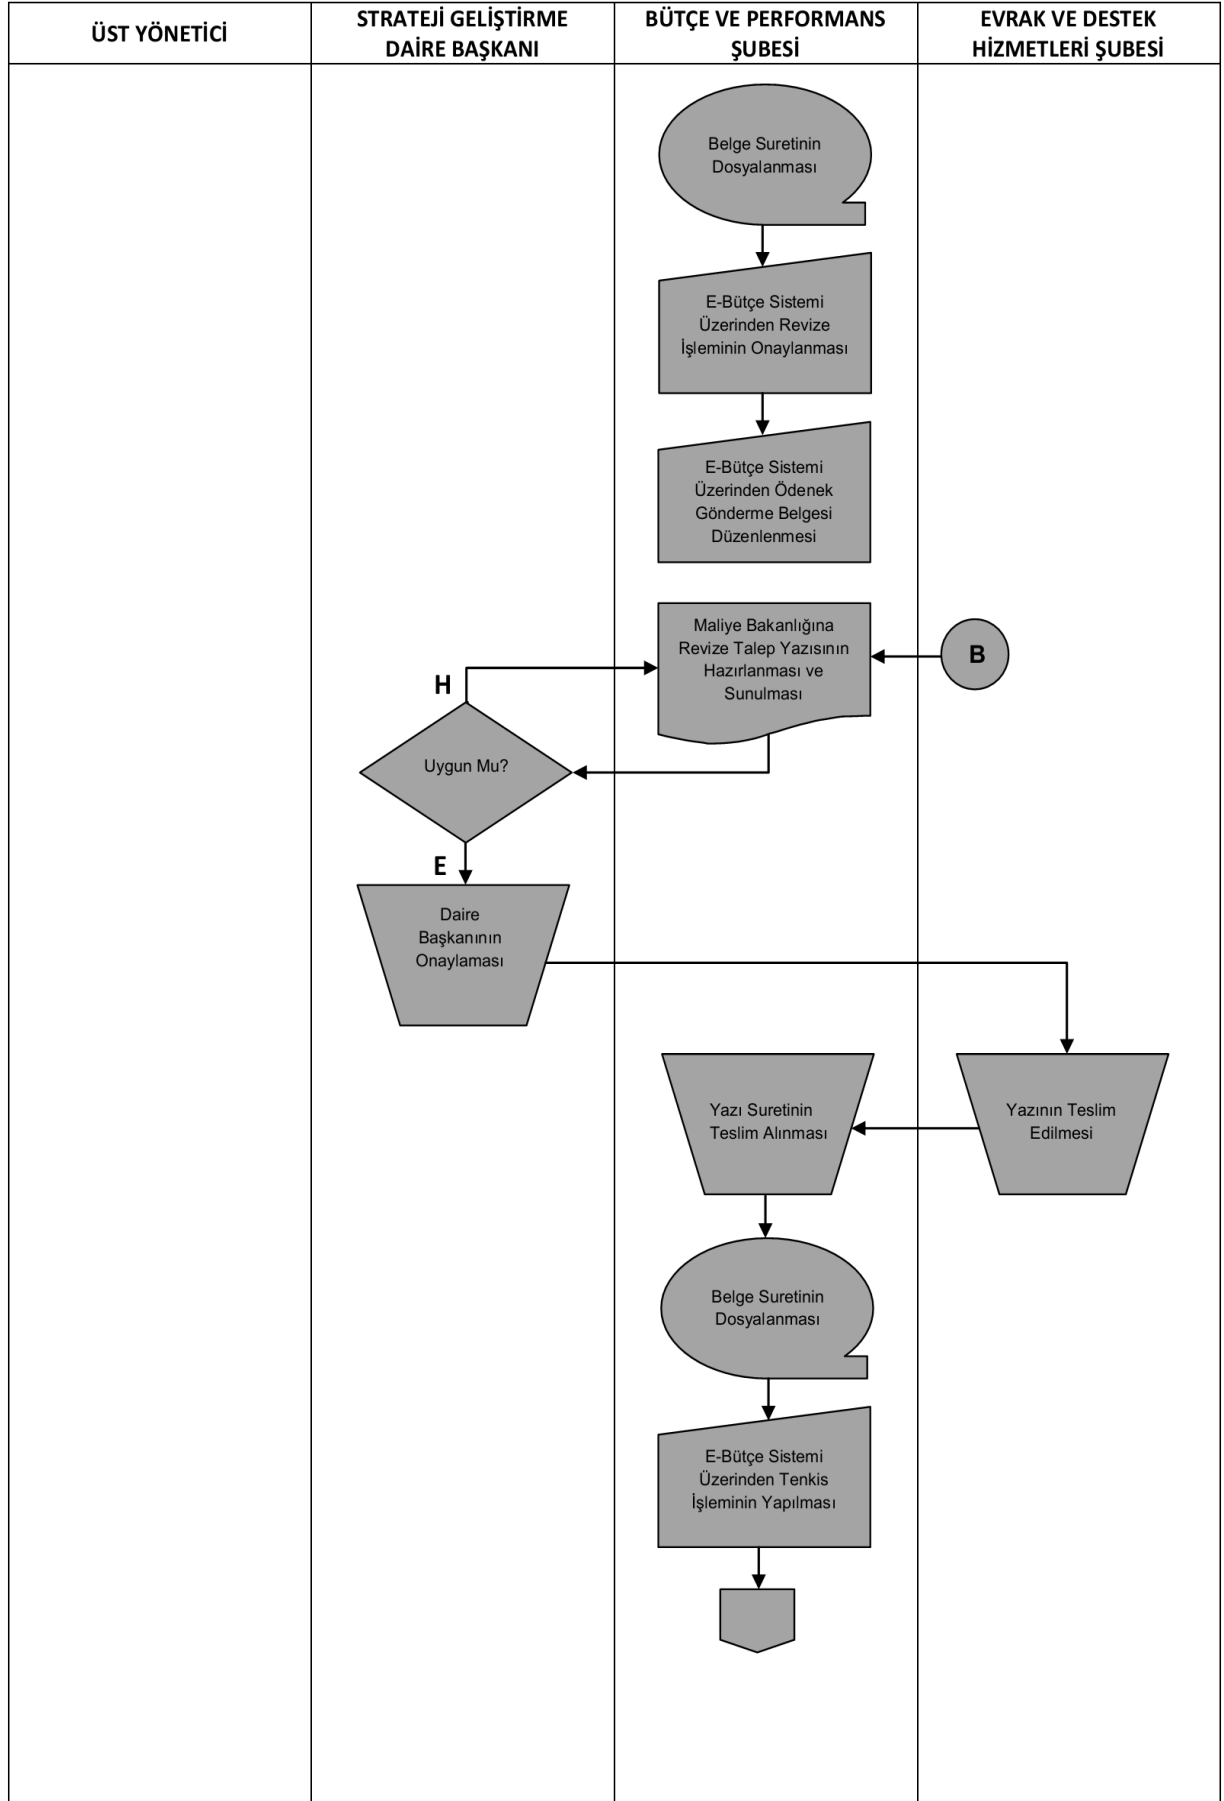 ÜST YÖNETİCİ
STRATEJİ GELİŞTİRME
DAİRE BAŞKANI
BÜTÇE VE PERFORMANS
ŞUBESİ
EVRAK VE DESTEK
HİZMETLERİ ŞUBESİ
Belge Suretinin
Dosyalanması
E-Bütçe Sistemi
Üzerinden Revize
İşleminin Onaylanması
E-Bütçe Sistemi
Üzerinden Ödenek
Gönderme Belgesi
Düzenlenmesi
Maliye Bakanlığına
Revize Talep Yazısının
Hazırlanması ve
Sunulması
B
H
Uygun Mu?
E
Daire
Başkanının
Onaylaması
Yazı Suretinin
Teslim Alınması
Yazının Teslim
Edilmesi
Belge Suretinin
Dosyalanması
E-Bütçe Sistemi
Üzerinden Tenkis
İşleminin Yapılması